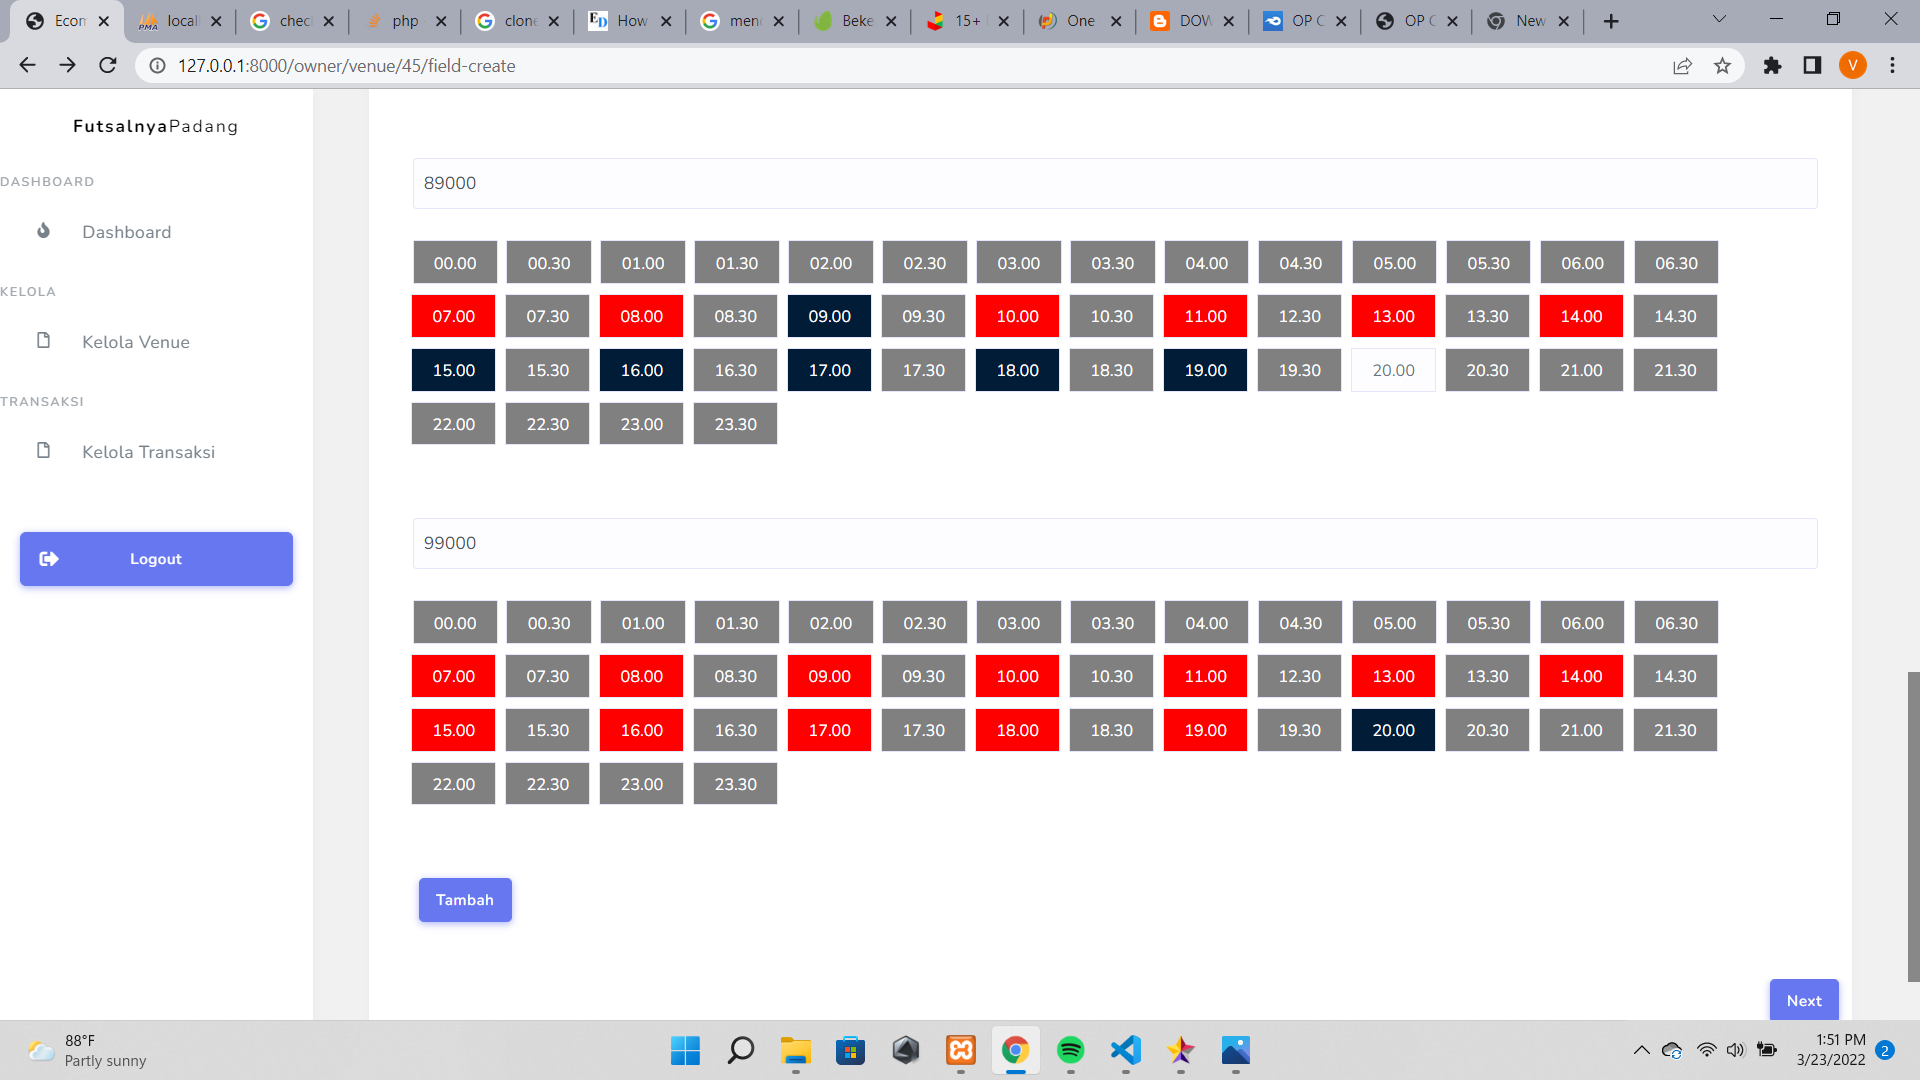 Ecom
locall
chec
php
clone
How
men
Beke
15+
One
DOW
OP C
OP C
New
127.0.0.1:8000/owner/venue/45/field-create
V
FutsalnyaPadang
DASHBOARD
Dashboard
KELOLA
Kelola Venue
TRANSAKSI
Kelola Transaksi
Logout
89000
00.00 00.30 01.00 01.30 02.00 02.30 03.00 03.30 04.00 04.30 05.00 05.30 06.00 06.30
07.00 07.30 08.00 08.30 09.00 09.30 10.00 10.30 11.00 12.30 13.00 13.30 14.00 14.30
15.00 15.30 16.00 16.30 17.00 17.30 18.00 18.30 19.00 19.30 20.00 20.30 21.00 21.30
22.00 22.30 23.00 23.30
99000
00.00 00.30 01.00 01.30 02.00 02.30 03.00 03.30 04.00 04.30 05.00 05.30 06.00 06.30
07.00 07.30 08.00 08.30 09.00 09.30 10.00 10.30 11.00 12.30 13.00 13.30 14.00 14.30
15.00 15.30 16.00 16.30 17.00 17.30 18.00 18.30 19.00 19.30 20.00 20.30 21.00 21.30
22.00 22.30 23.00 23.30
Tambah
Next
88°F
Partly sunny
1:51 PM
3/23/2022
2